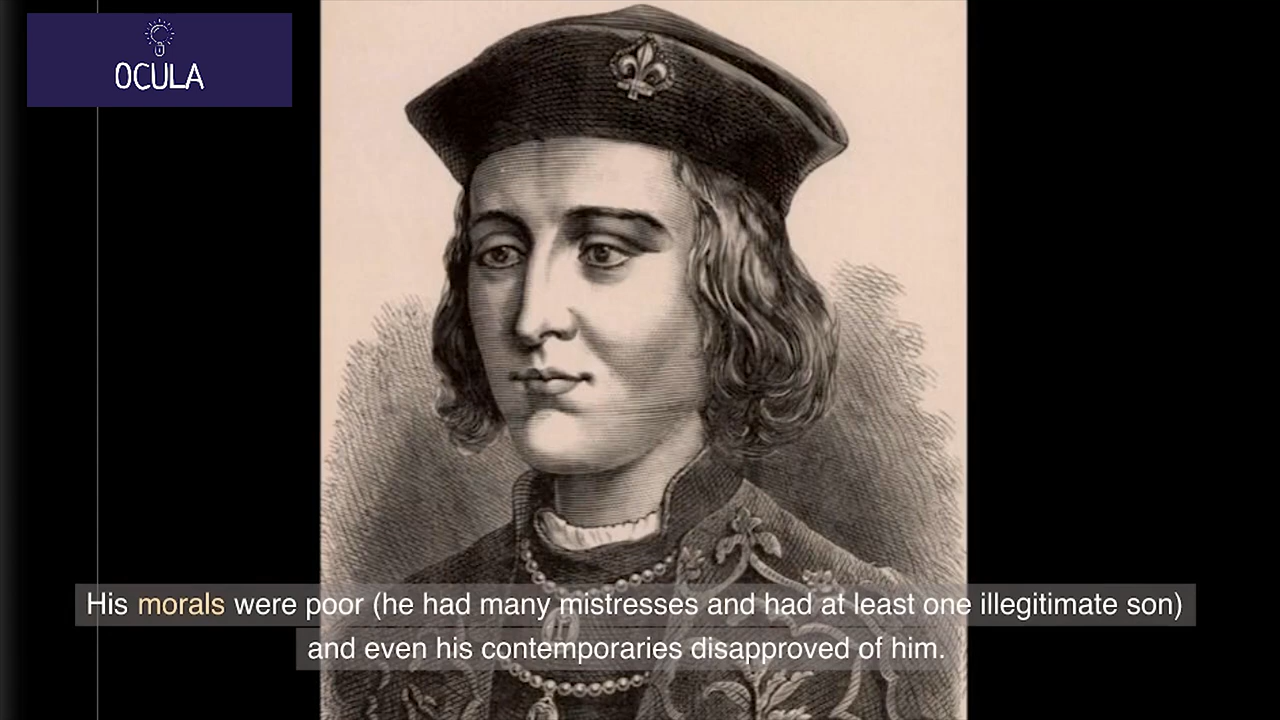 OCULA
His morals were poor (he had many mistresses and had at least one illegitimate son)
and even his contemporaries disapproved of him.